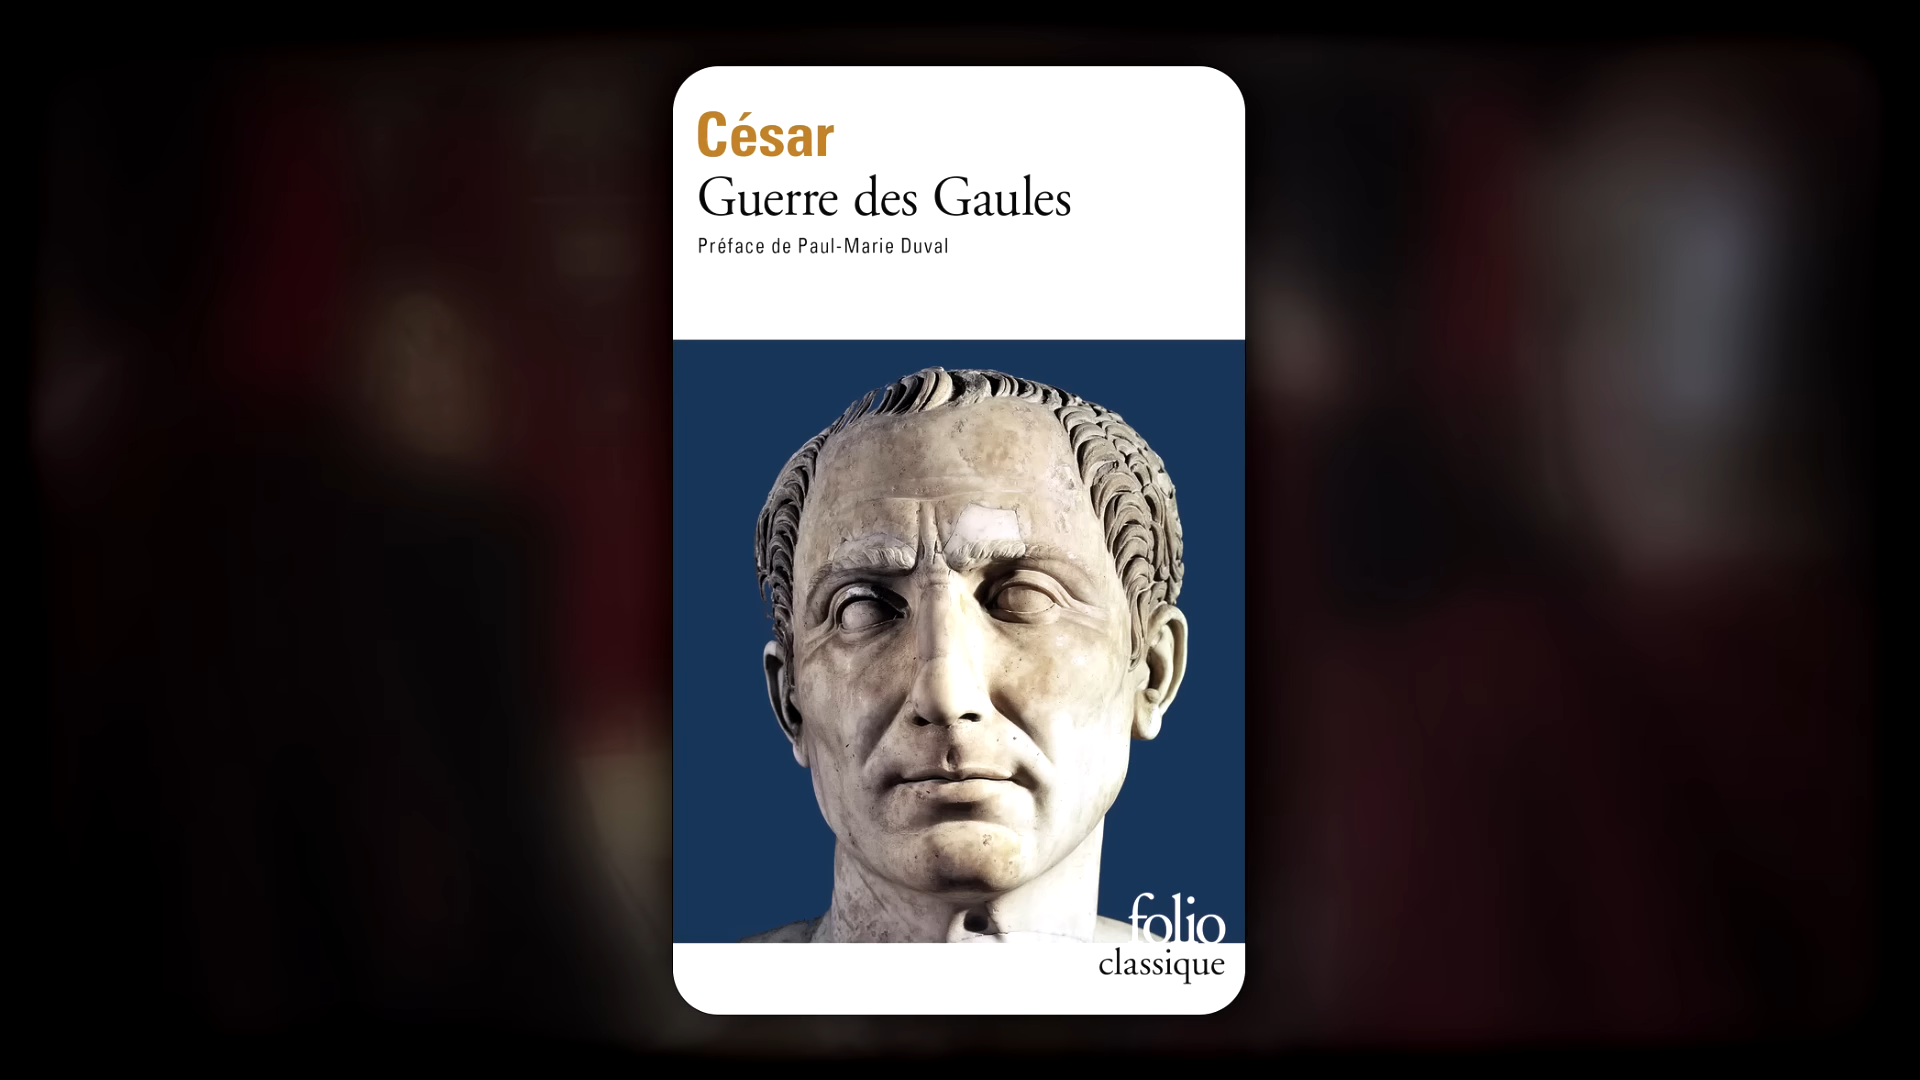 César
Guerre des Gaules
Préface de Paul-Marie Duval
folio
classique